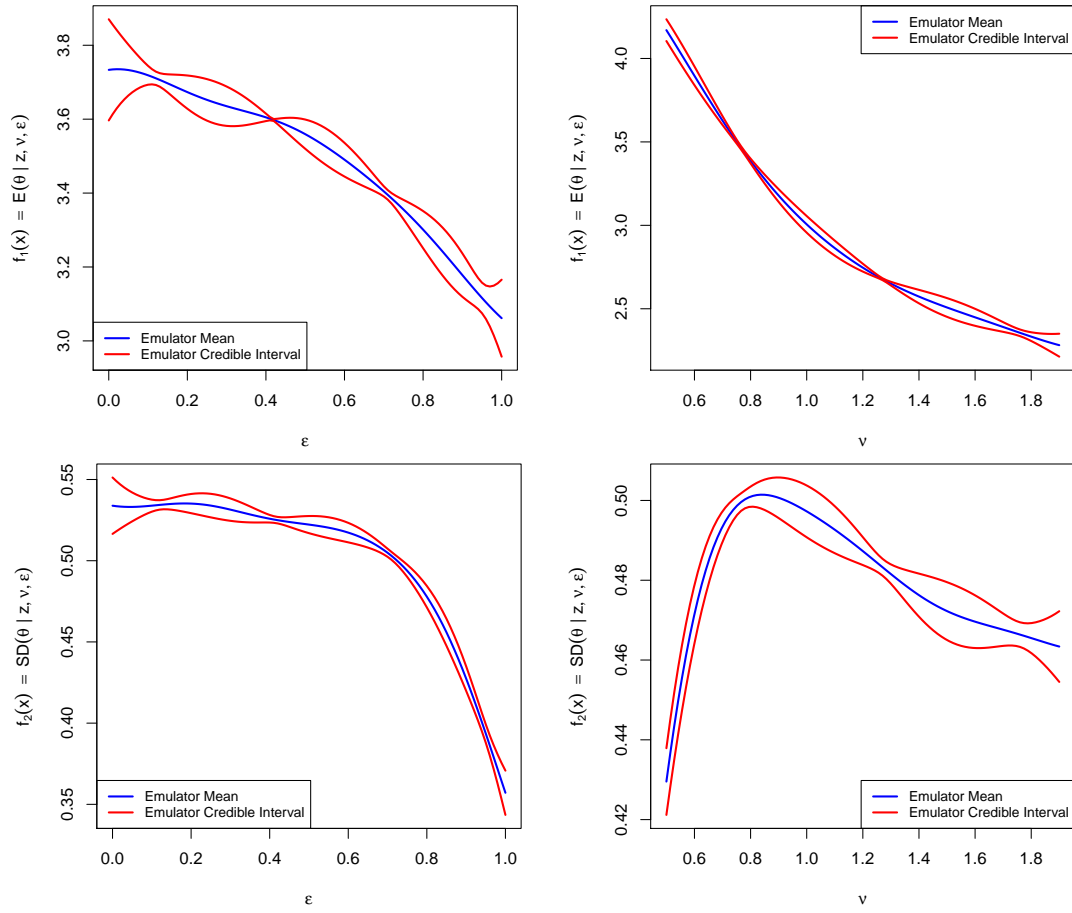 f₁(x) = E(θ | z, ν, ε)
3.0 3.2 3.4 3.6 3.8
0.0 0.2 0.4 0.6 0.8 1.0
ε
Emulator Mean
Emulator Credible Interval
f₁(x) = E(θ | z, ν, ε)
2.5 3.0 3.5 4.0
0.6 0.8 1.0 1.2 1.4 1.6 1.8
ν
Emulator Mean
Emulator Credible Interval
f₂(x) = SD(θ | z, ν, ε)
0.35 0.40 0.45 0.50 0.55
0.0 0.2 0.4 0.6 0.8 1.0
ε
Emulator Mean
Emulator Credible Interval
f₂(x) = SD(θ | z, ν, ε)
0.42 0.44 0.46 0.48 0.50
0.6 0.8 1.0 1.2 1.4 1.6 1.8
ν
Emulator Mean
Emulator Credible Interval